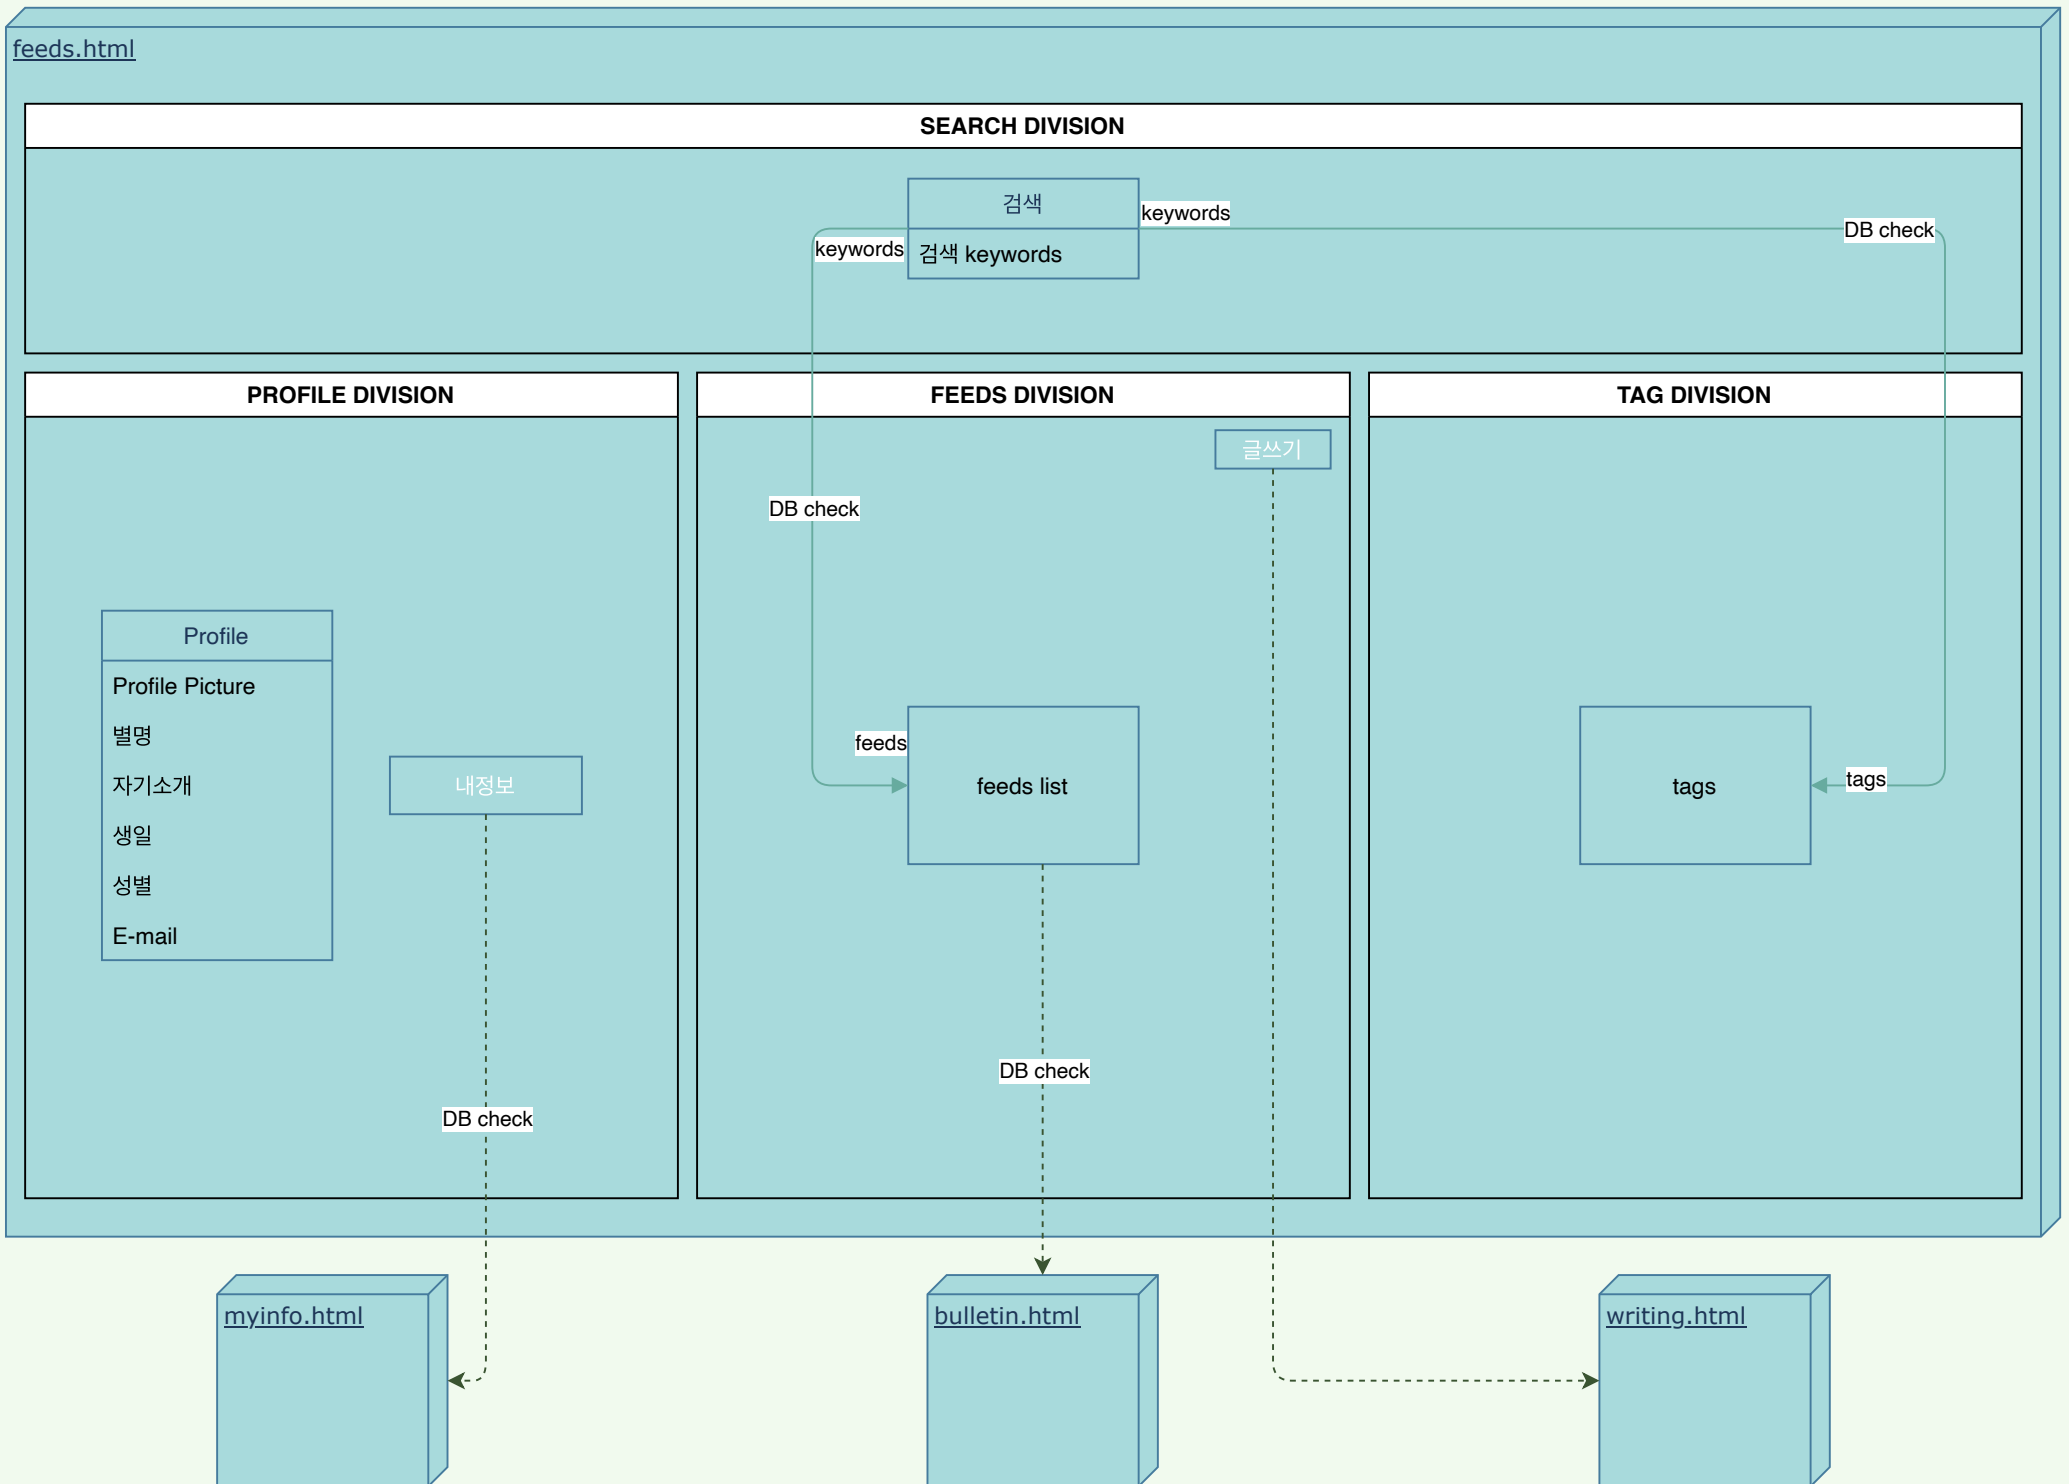 feeds.html
SEARCH DIVISION
검색
keywords
DB check
keywords
검색 keywords
PROFILE DIVISION
FEEDS DIVISION
TAG DIVISION
글쓰기
DB check
Profile
Profile Picture
별명
자기소개
생일
성별
E-mail
내정보
feeds
feeds list
tags
tags
DB check
DB check
myinfo.html
bulletin.html
writing.html